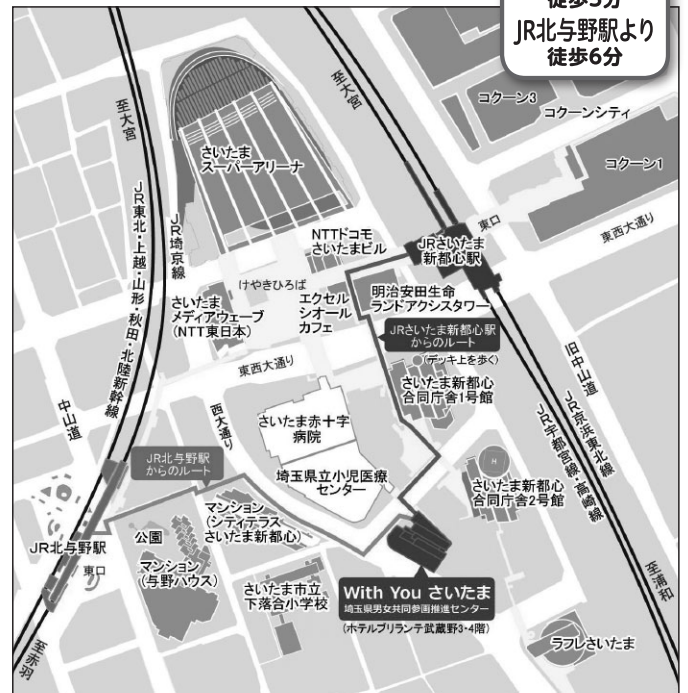 徒歩5分
JR北与野駅より
徒歩6分
至大宮
至大宮
コクーン3
コクーンシティ
コクーン1
さいたま
スーパーアリーナ
JR東北・上越・山形・秋田・北陸新幹線
JR埼京線
NTTドコモ
さいたまビル
JRさいたま
新都心駅
東口
東西大通り
けやきひろば
さいたま
メディアウェーブ
(NTT東日本)
エクセル
シオール
カフェ
明治安田生命
ランドアクシスタワー
JRさいたま新都心駅
からのルート
(デッキ上を歩く)
東西大通り
中山道
西大通り
さいたま赤十字
病院
さいたま新都心
合同庁舎1号館
旧中山道
JR京浜東北線
JR宇都宮線・高崎線
JR北与野駅
からのルート
埼玉県立小児医療
センター
H
さいたま新都心
合同庁舎2号館
マンション
(シティテラス
さいたま新都心)
JR北与野駅
東口
公園
マンション
(与野ハウス)
さいたま市立
下落合小学校
With You さいたま
埼玉県男女共同参画推進センター
(ホテルブリランテ武蔵野3・4階)
至浦和
ラフレさいたま
至赤羽